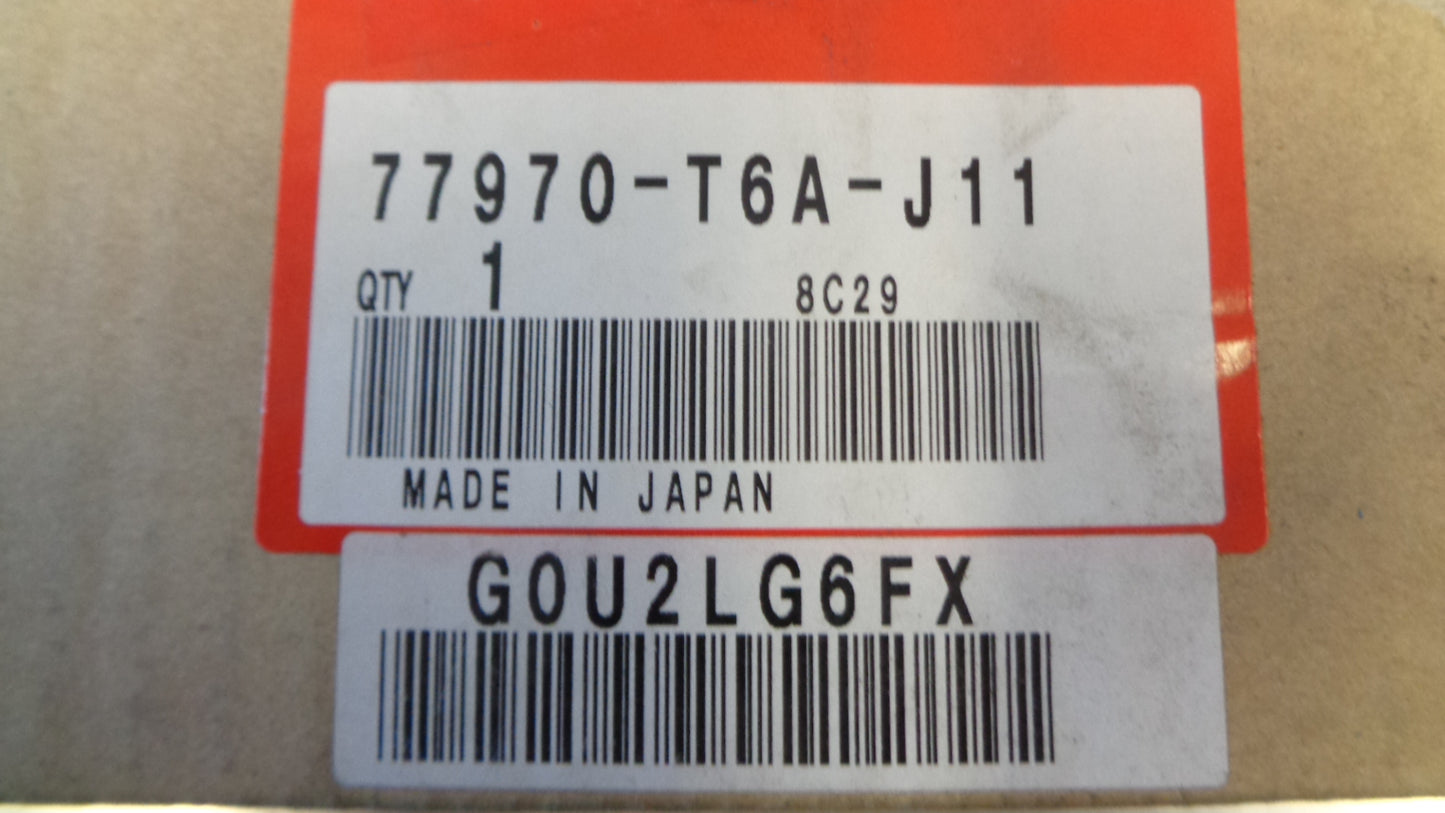 77970-T6A-J11
QTY 1 8C29
MADE IN JAPAN
G0U2LG6FX